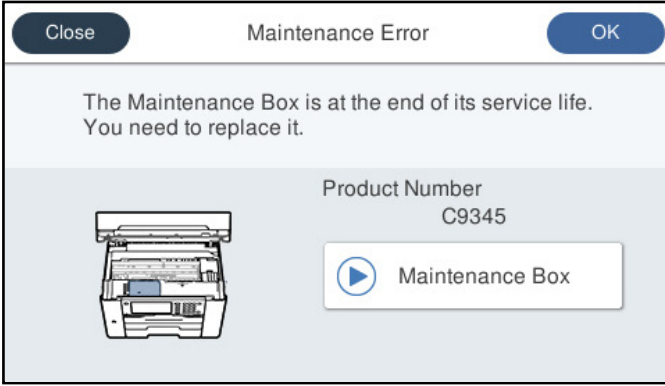 Close
Maintenance Error
OK
The Maintenance Box is at the end of its service life.
You need to replace it.
Product Number
C9345
Maintenance Box